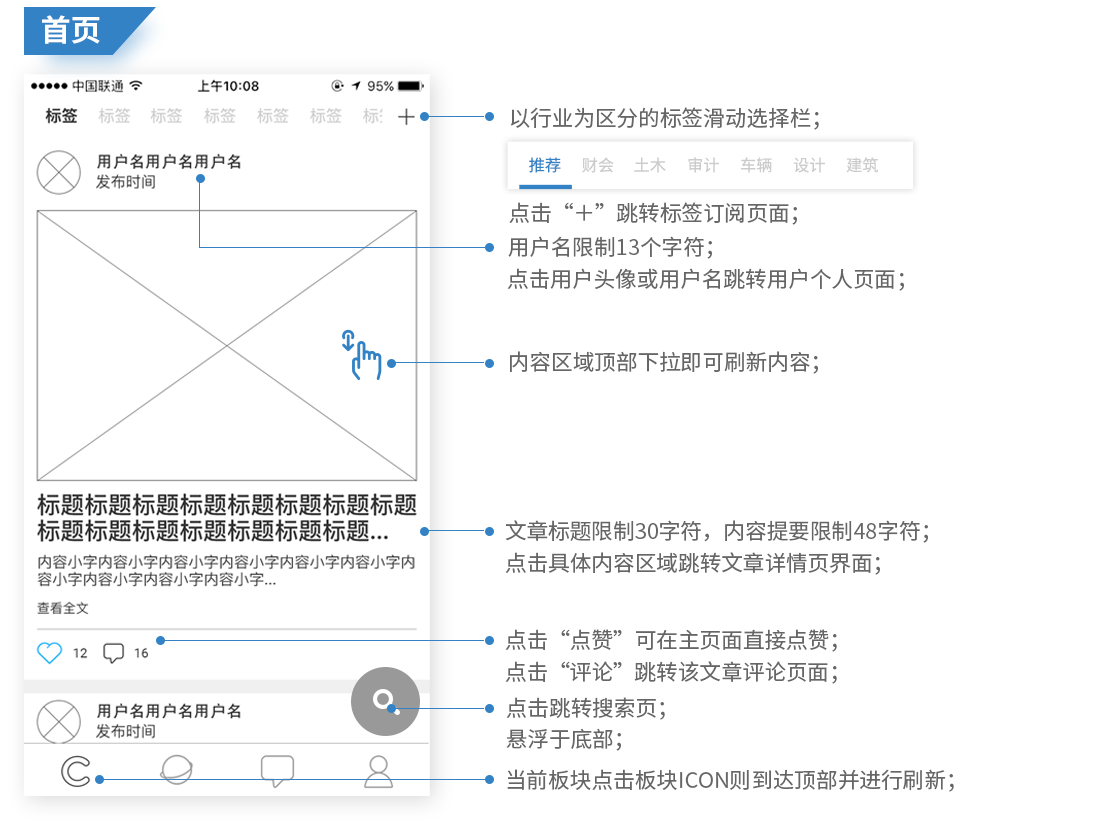 首页
中国联通 上午10:08 95%
标签 标签 标签 标签 标签 标签 标签
以行业为区分的标签滑动选择栏；
用户名用户名用户名
发布时间
推荐 财会 土木 审计 车辆 设计 建筑
点击“＋”跳转标签订阅页面；
用户名限制13个字符；
点击用户头像或用户名跳转用户个人页面；
内容区域顶部下拉即可刷新内容；
标题标题标题标题标题标题标题标题
标题标题标题标题标题标题标题...
文章标题限制30字符，内容提要限制48字符；
点击具体内容区域跳转文章详情页界面；
内容小字内容小字内容小字内容小字内容小字内容小字内
容小字内容小字内容小字内容小字...
查看全文
12 16
点击“点赞”可在主页面直接点赞；
点击“评论”跳转该文章评论页面；
用户名用户名用户名
发布时间
点击跳转搜索页；
悬浮于底部；
当前板块点击板块ICON则到达顶部并进行刷新；